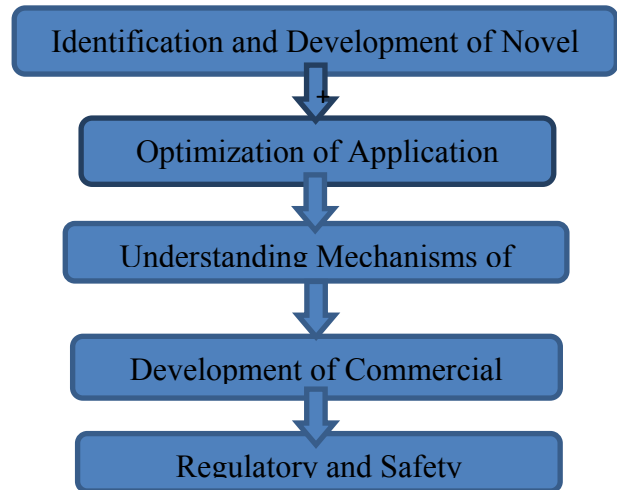 Identification and Development of Novel
+
Optimization of Application
Understanding Mechanisms of
Development of Commercial
Regulatory and Safety